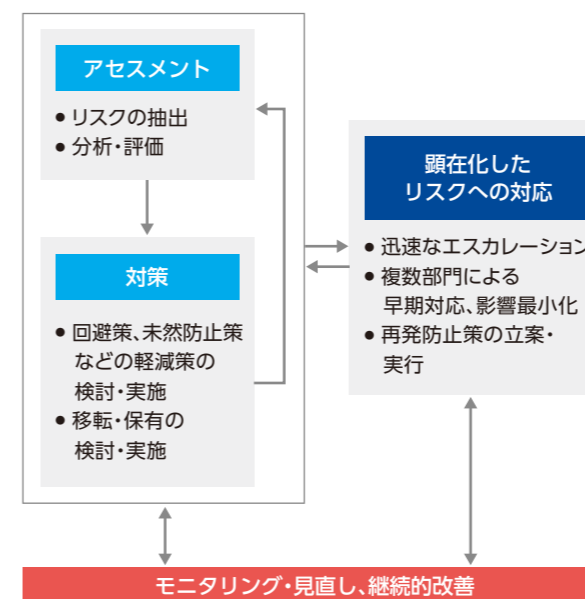 アセスメント
● リスクの抽出
● 分析・評価
対策
● 回避策、未然防止策
などの軽減策の
検討・実施
● 移転・保有の
検討・実施
顕在化した
リスクへの対応
● 迅速なエスカレーション
● 複数部門による
早期対応、影響最小化
● 再発防止策の立案・
実行
モニタリング・見直し、継続的改善